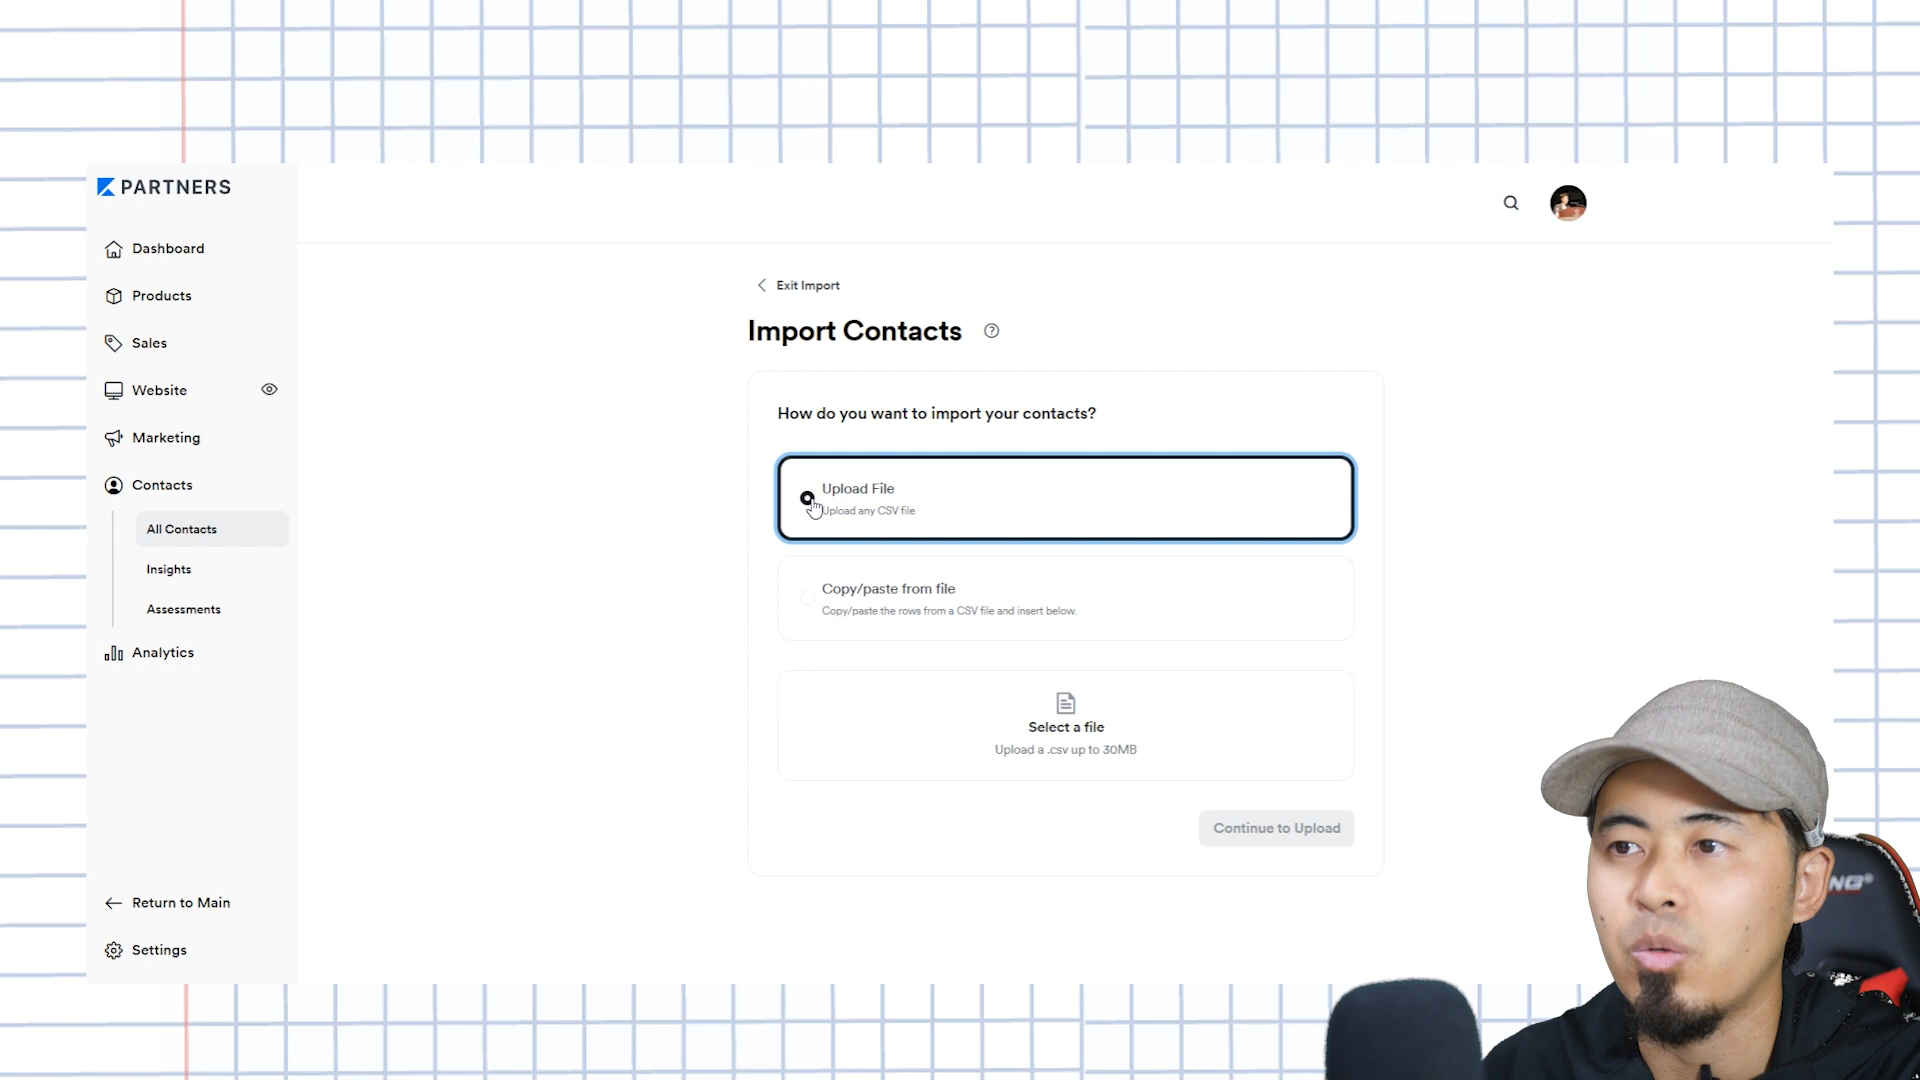 PARTNERS
Dashboard
Products
Sales
Website
Marketing
Contacts
All Contacts
Insights
Assessments
Analytics
Return to Main
Settings
Exit Import
Import Contacts
How do you want to import your contacts?
Upload File
Upload any CSV file
Copy/paste from file
Copy/paste the rows from a CSV file and insert below.
Select a file
Upload a .csv up to 30MB
Continue to Upload